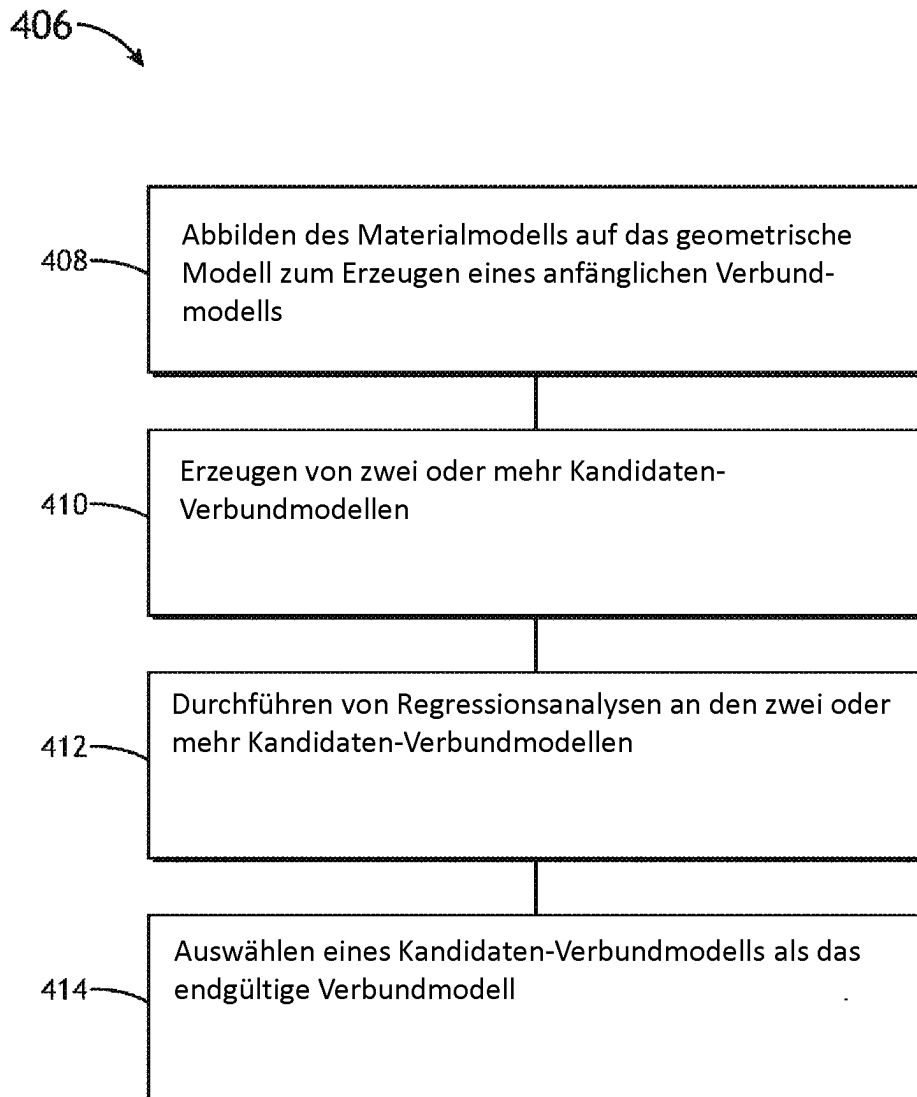 406
408
Abbilden des Materialmodells auf das geometrische
Modell zum Erzeugen eines anfänglichen Verbund-
modells
410
Erzeugen von zwei oder mehr Kandidaten-
Verbundmodellen
412
Durchführen von Regressionsanalysen an den zwei oder
mehr Kandidaten-Verbundmodellen
414
Auswählen eines Kandidaten-Verbundmodells als das
endgültige Verbundmodell